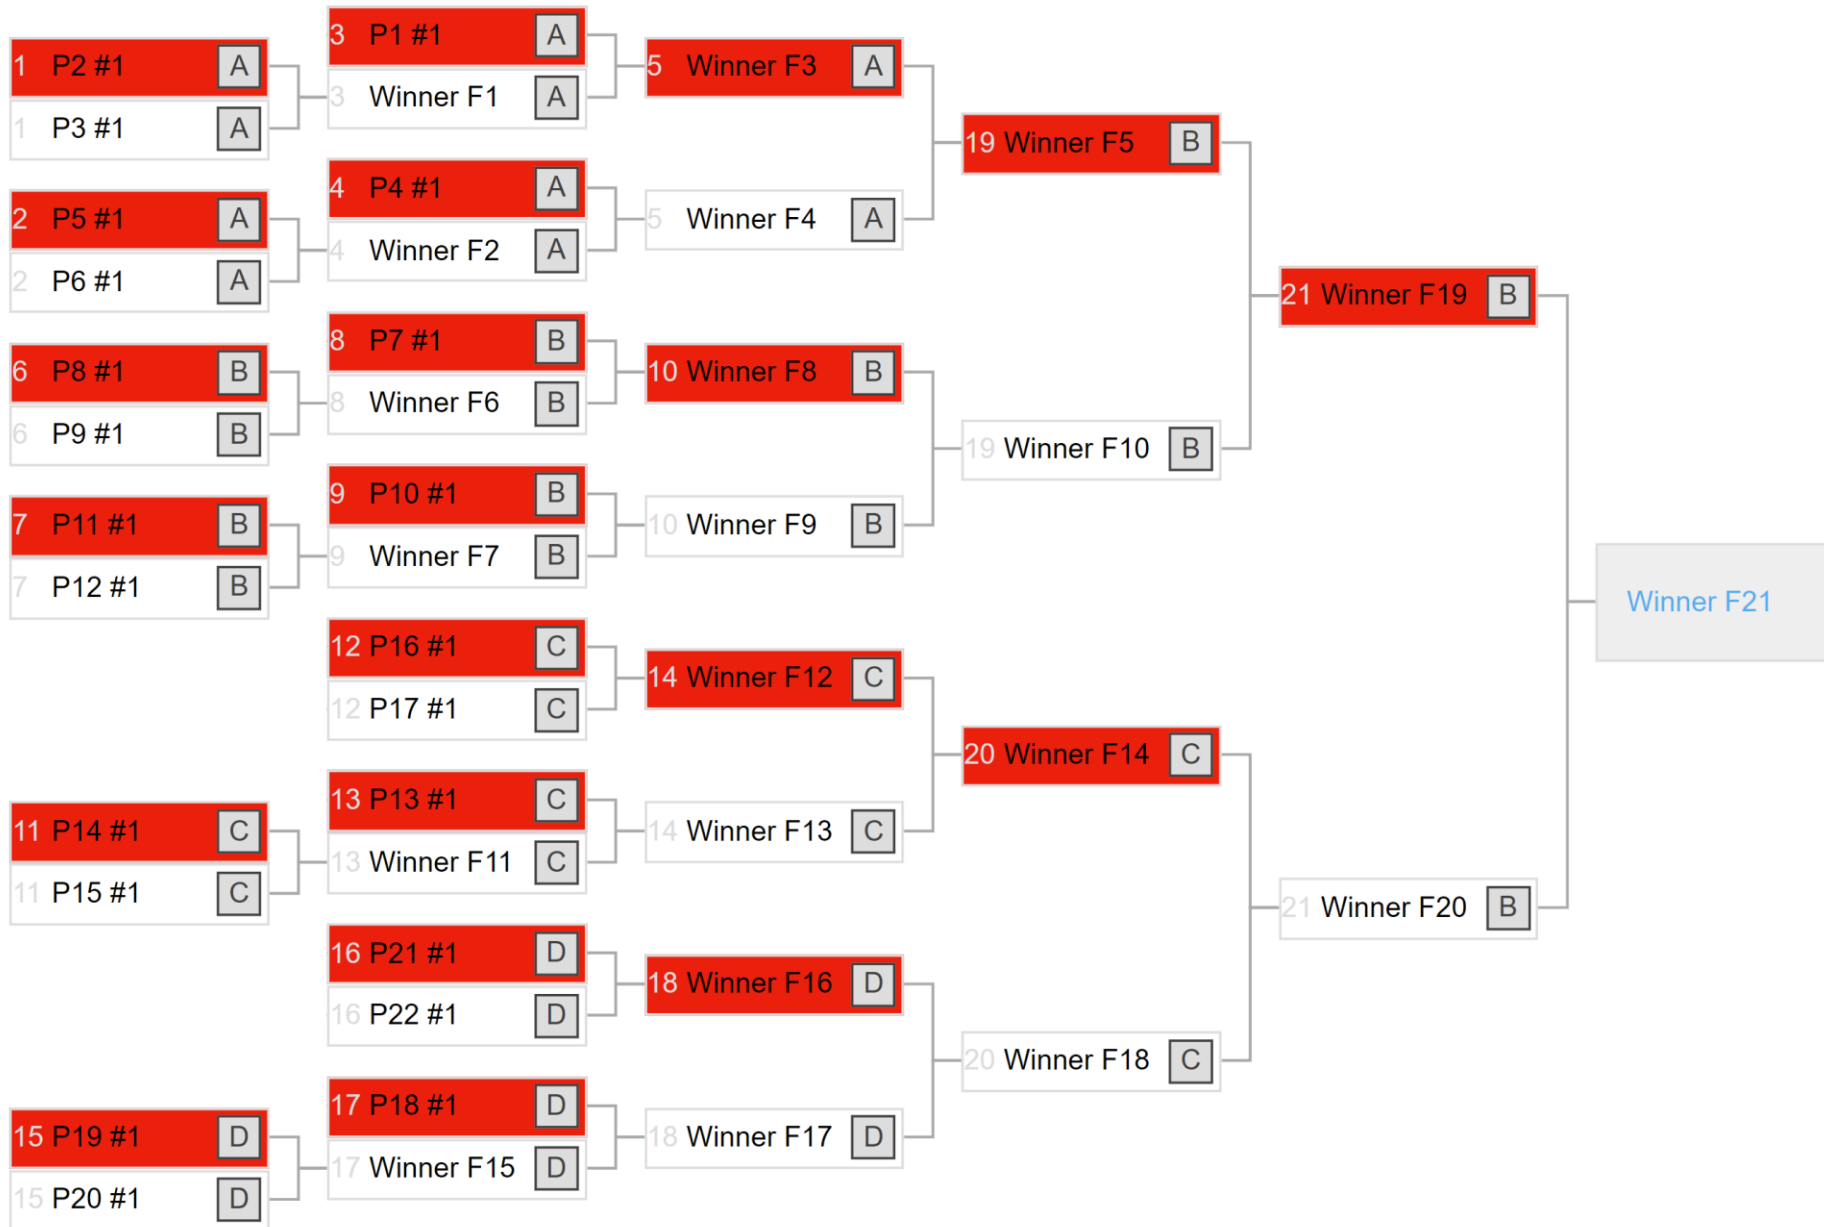 1 P2 #1 A
1 P3 #1 A
2 P5 #1 A
2 P6 #1 A
6 P8 #1 B
6 P9 #1 B
7 P11 #1 B
7 P12 #1 B
11 P14 #1 C
11 P15 #1 C
15 P19 #1 D
15 P20 #1 D
3 P1 #1 A
3 Winner F1 A
4 P4 #1 A
4 Winner F2 A
8 P7 #1 B
8 Winner F6 B
9 P10 #1 B
9 Winner F7 B
12 P16 #1 C
12 P17 #1 C
13 P13 #1 C
13 Winner F11 C
16 P21 #1 D
16 P22 #1 D
17 P18 #1 D
17 Winner F15 D
5 Winner F3 A
5 Winner F4 A
10 Winner F8 B
10 Winner F9 B
14 Winner F12 C
14 Winner F13 C
18 Winner F16 D
18 Winner F17 D
19 Winner F5 B
19 Winner F10 B
20 Winner F14 C
20 Winner F18 C
21 Winner F19 B
21 Winner F20 B
Winner F21